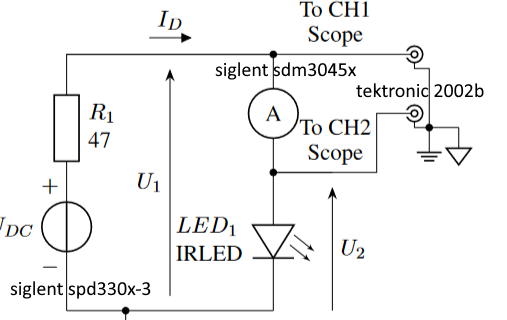 I_D
To CH1
Scope
siglent sdm3045x
tektronic 2002b
R_1
47
A
To CH2
Scope
+
U_1
DC
LED_1
IRLED
U_2
−
siglent spd330x-3